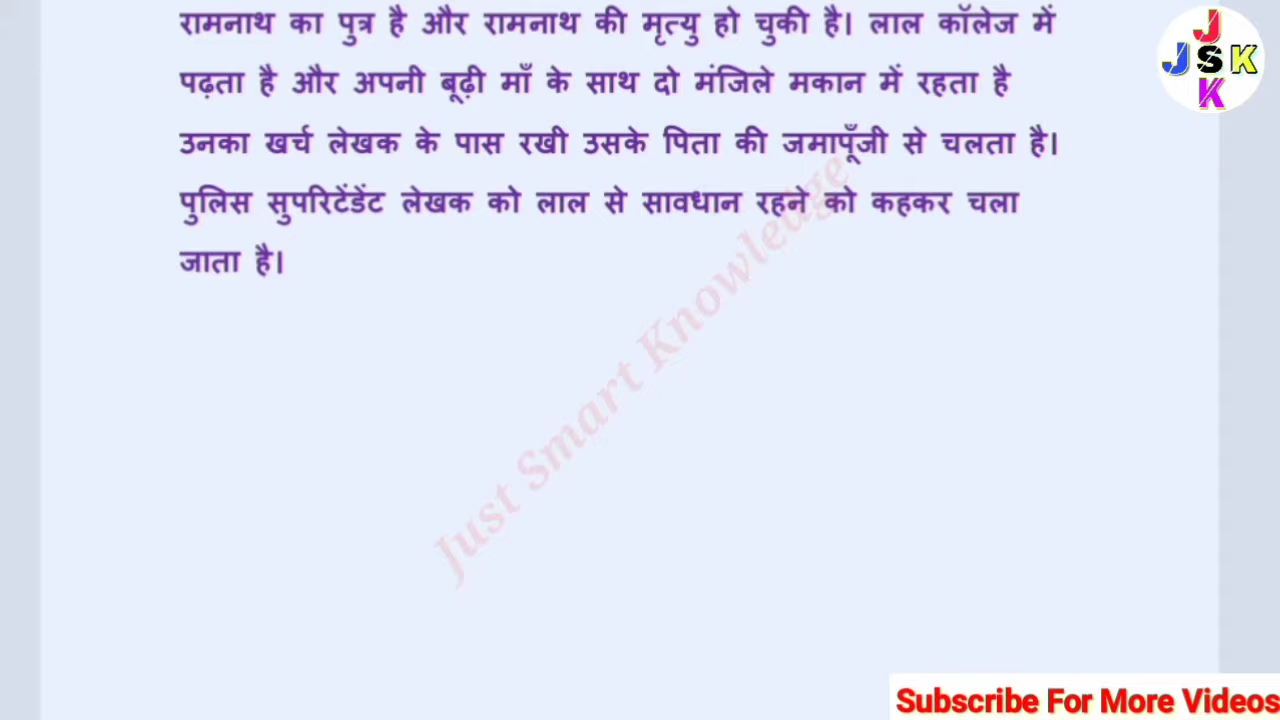 रामनाथ का पुत्र है और रामनाथ की मृत्यु हो चुकी है। लाल कॉलेज में
पढ़ता है और अपनी बूढ़ी माँ के साथ दो मंजिले मकान में रहता है
उनका खर्च लेखक के पास रखी उसके पिता की जमापूँजी से चलता है।
पुलिस सुपरिटेंडेंट लेखक को लाल से सावधान रहने को कहकर चला
जाता है।
Just Smart Knowledge
J
JSK
K
Subscribe For More Videos